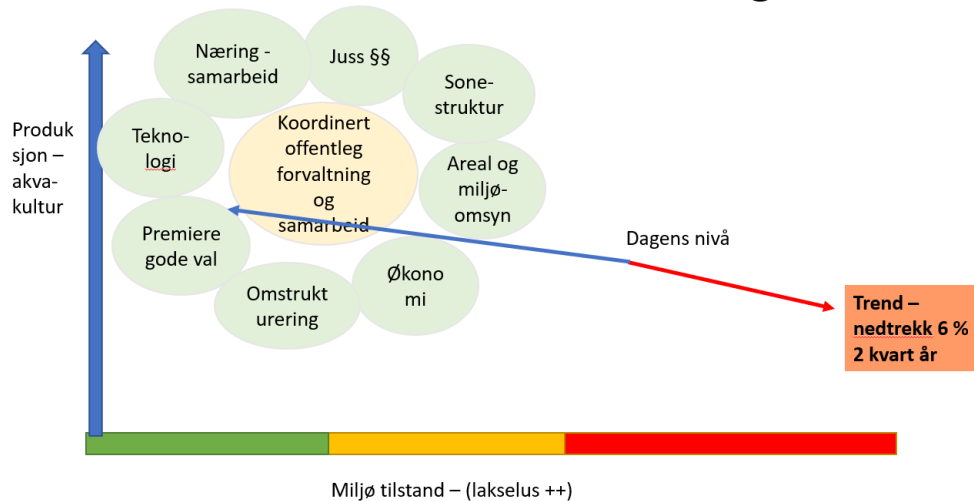 Næring -
samarbeid
Juss §§
Sone-
struktur
Produk
sjon –
akva-
kultur
Tekno-
logi
Koordinert
offentleg
forvaltning
og
samarbeid
Areal og
miljø-
omsyn
Premiere
gode val
Dagens nivå
Omstrukt
urering
Økono
mi
Trend –
nedtrekk 6 %
2 kvart år
Miljø tilstand – (lakselus ++)